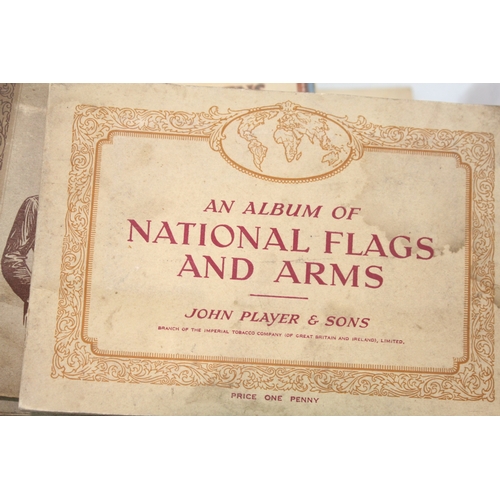 AN ALBUM OF
NATIONAL FLAGS
AND ARMS
JOHN PLAYER & SONS
BRANCH OF THE IMPERIAL TOBACCO COMPANY (OF GREAT BRITAIN AND IRELAND), LIMITED.
PRICE ONE PENNY